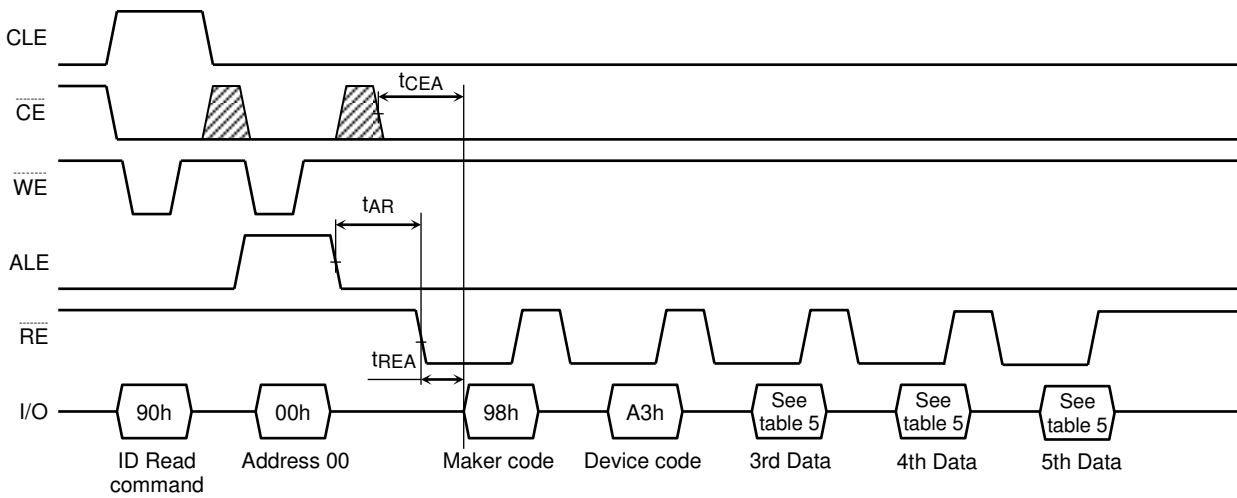 CLE
tCEA
CE
WE
tAR
ALE
RE
tREA
I/O
90h
00h
98h
A3h
See
table 5
See
table 5
See
table 5
ID Read
command
Address 00
Maker code
Device code
3rd Data
4th Data
5th Data